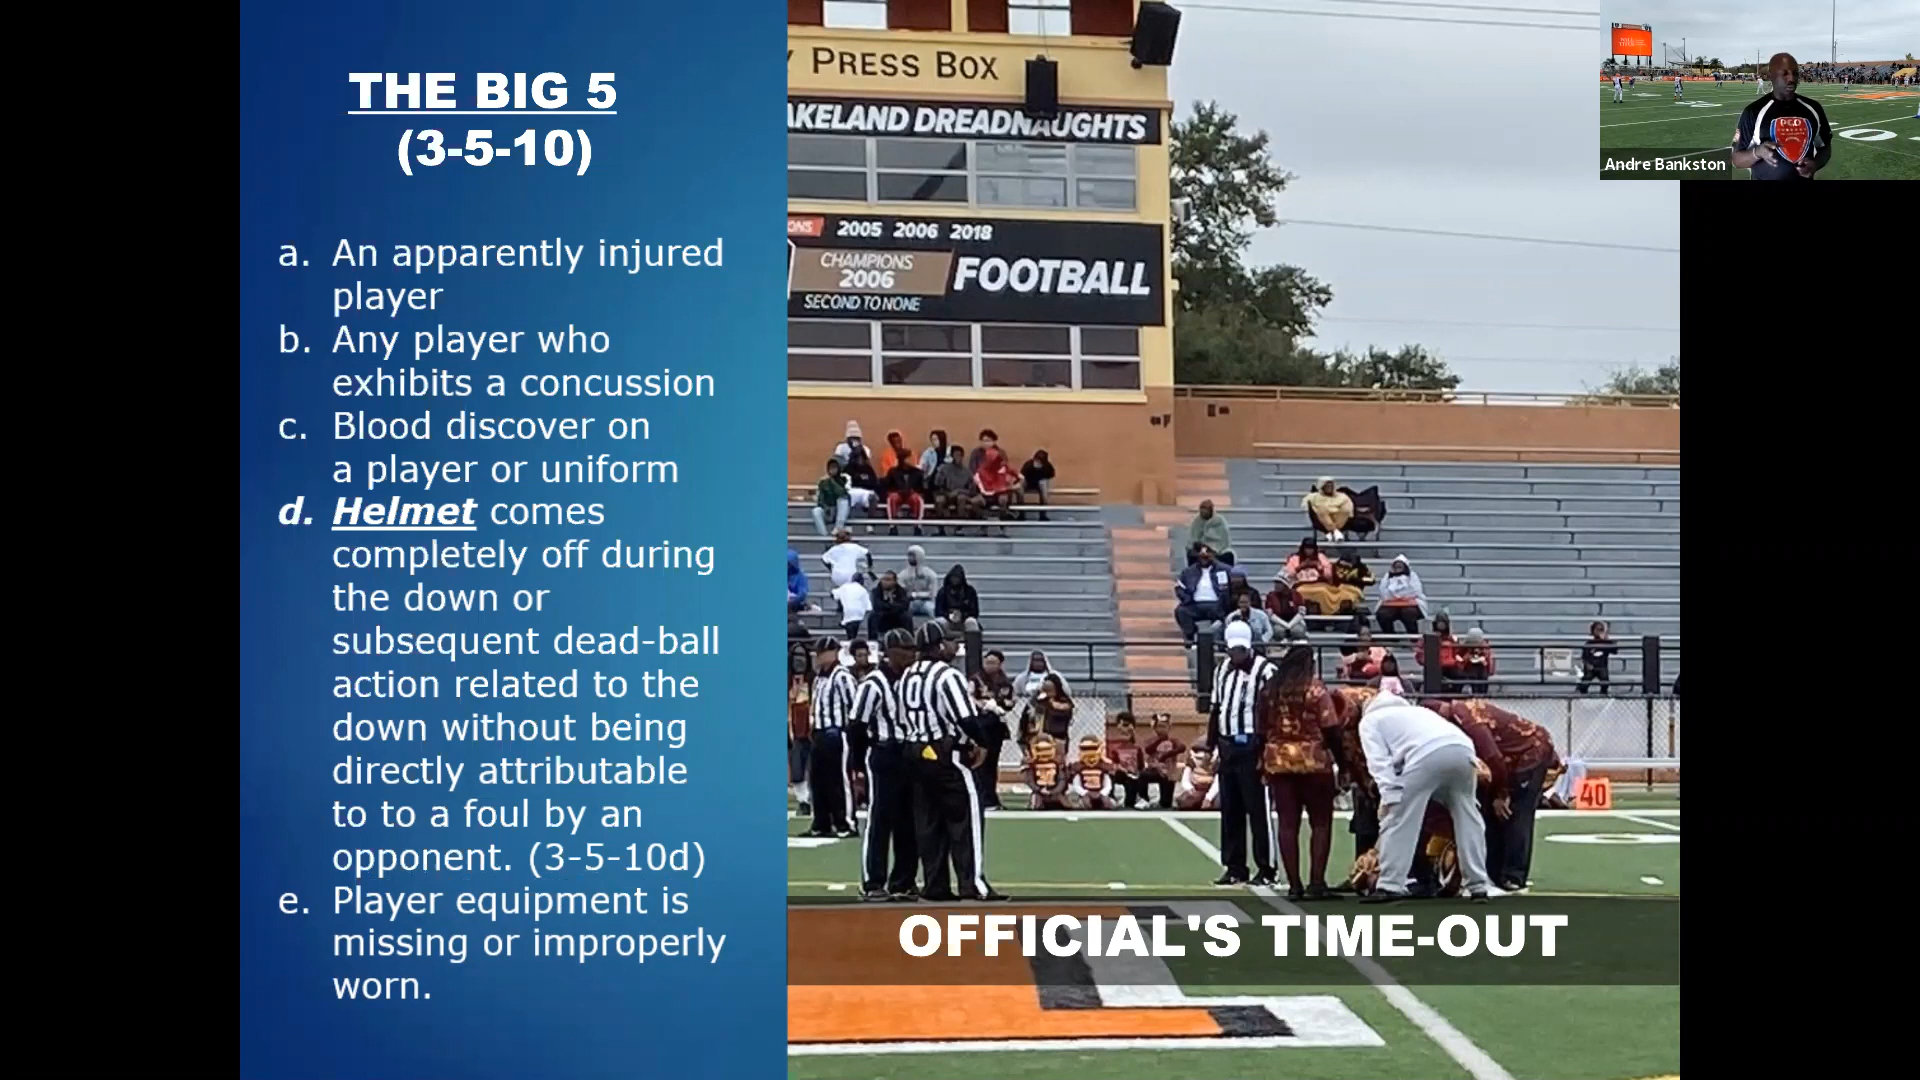 THE BIG 5
(3-5-10)
a. An apparently injured
player
b. Any player who
exhibits a concussion
c. Blood discover on
a player or uniform
d. Helmet comes
completely off during
the down or
subsequent dead-ball
action related to the
down without being
directly attributable
to to a foul by an
opponent. (3-5-10d)
e. Player equipment is
missing or improperly
worn.
PRESS BOX
AKELAND DREADNAUGHTS
2005 2006 2018
CHAMPIONS
2006
FOOTBALL
SECOND TO NONE
40
OFFICIAL'S TIME-OUT
Andre Bankston